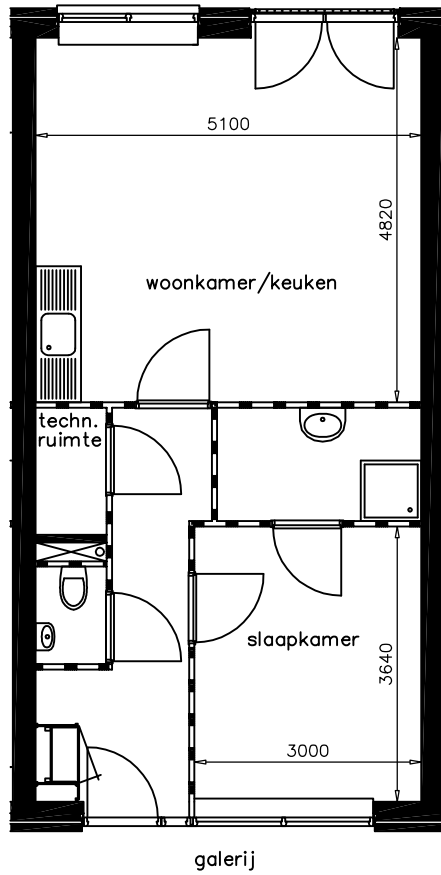 5100
4820
woonkamer/keuken
techn.
ruimte
slaapkamer
3640
3000
galerij